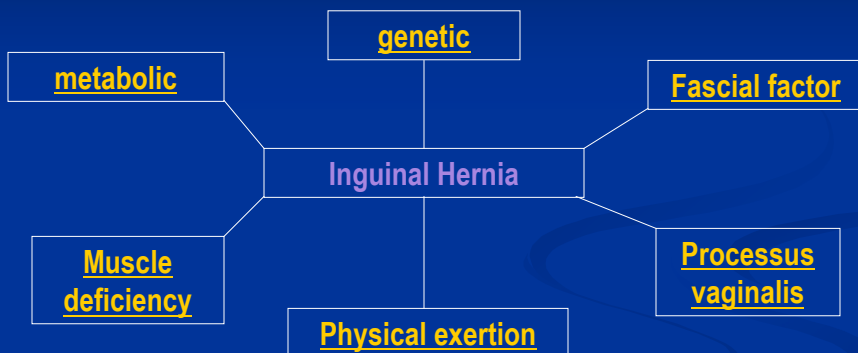 genetic
metabolic
Fascial factor
Inguinal Hernia
Muscle
deficiency
Processus
vaginalis
Physical exertion